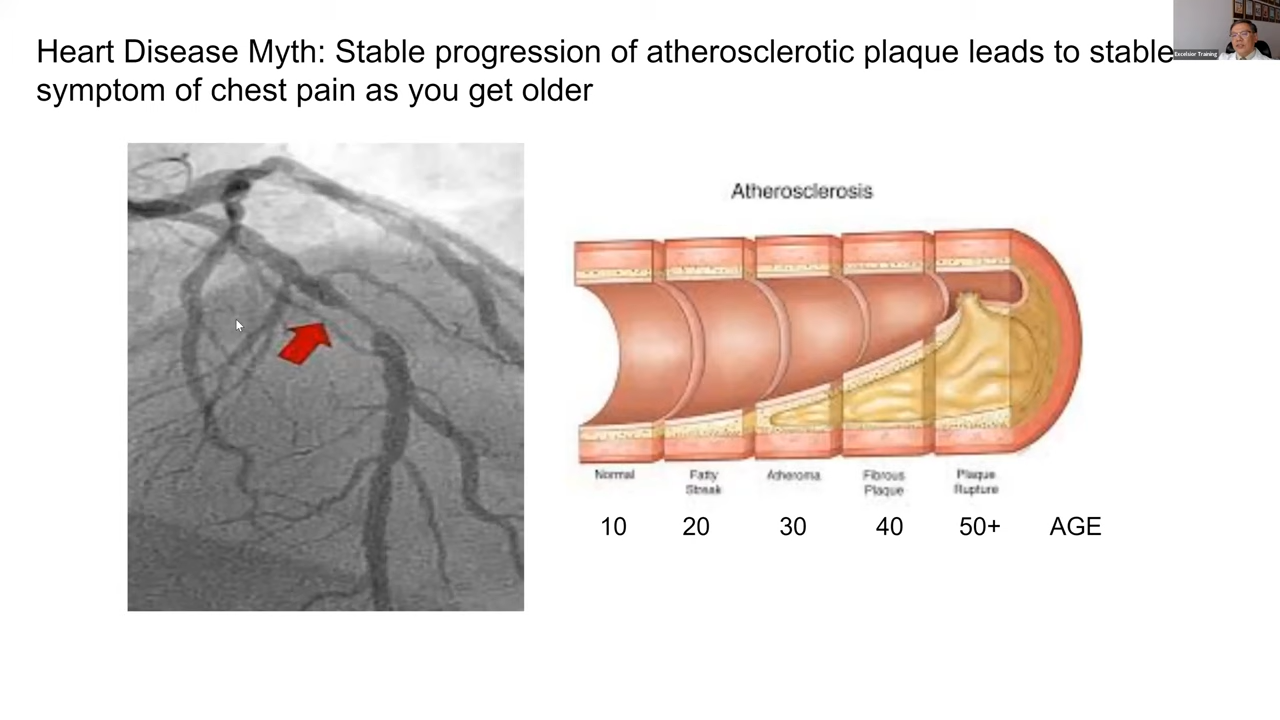 Heart Disease Myth: Stable progression of atherosclerotic plaque leads to stable
symptom of chest pain as you get older
Excelsior Training
Atherosclerosis
Normal
Fatty
Streak
Atheroma
Fibrous
Plaque
Plaque
Rupture
10 20 30 40 50+ AGE